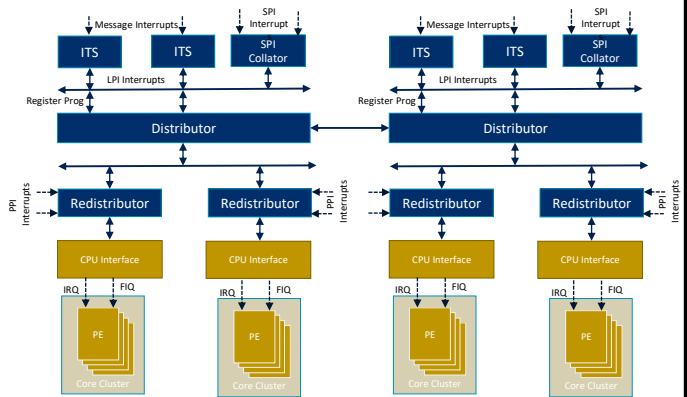 SPI
Interrupt
Message Interrupts
ITS
ITS
SPI
Collator
LPI Interrupts
Register Prog
Distributor
Redistributor
Redistributor
PPI
Interrupts
PPI
Interrupts
CPU Interface
CPU Interface
IRQ
FIQ
IRQ
FIQ
PE
PE
Core Cluster
Core Cluster
SPI
Interrupt
Message Interrupts
ITS
ITS
SPI
Collator
LPI Interrupts
Register Prog
Distributor
Redistributor
Redistributor
PPI
Interrupts
CPU Interface
CPU Interface
IRQ
FIQ
IRQ
FIQ
PE
PE
Core Cluster
Core Cluster